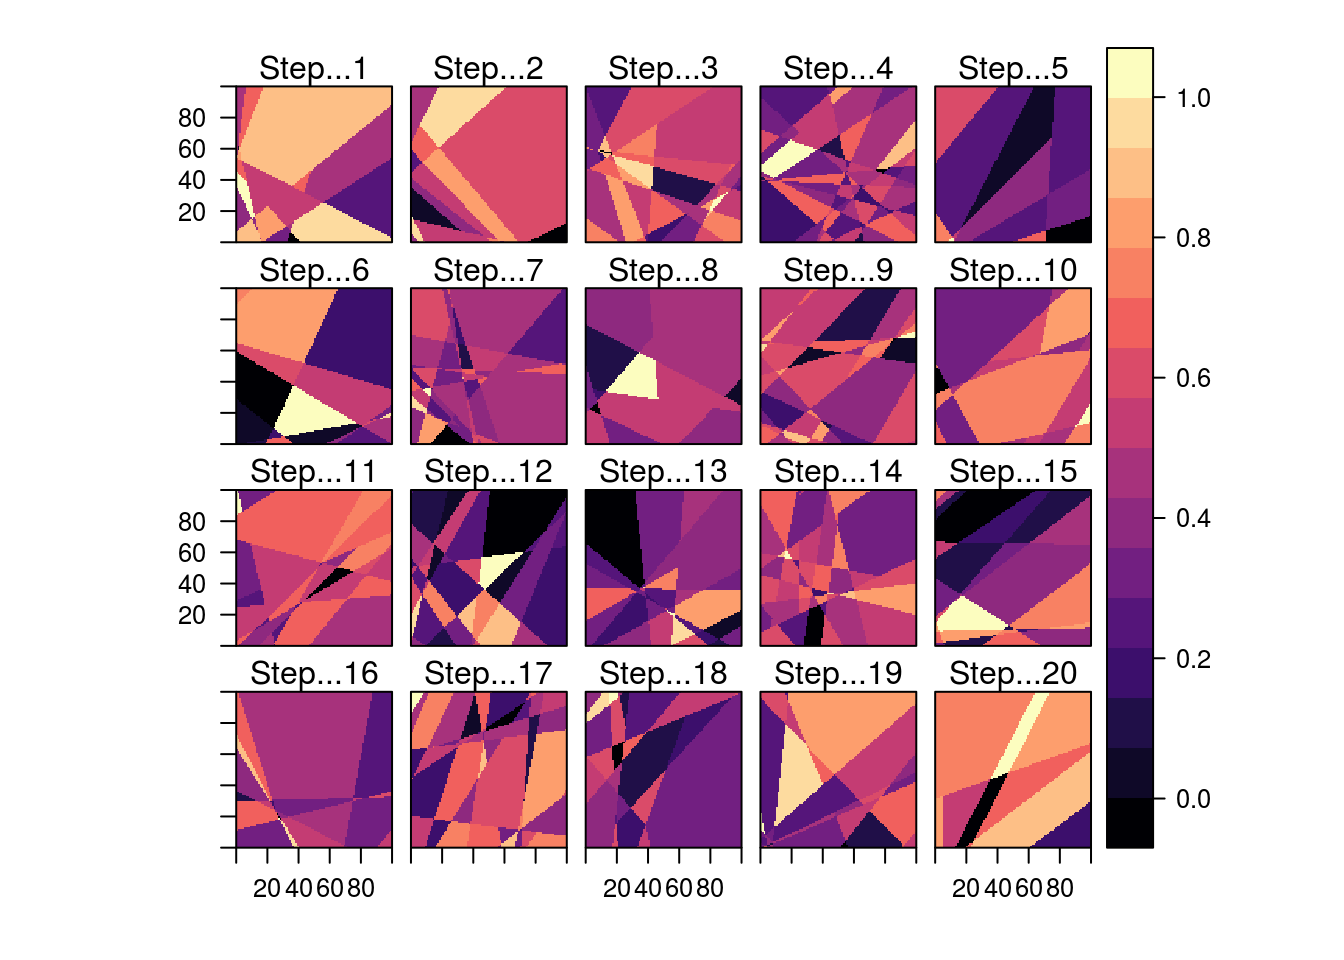 Step...1 Step...2 Step...3 Step...4 Step...5
80
60
40
20
Step...6 Step...7 Step...8 Step...9 Step...10
Step...11 Step...12 Step...13 Step...14 Step...15
80
60
40
20
Step...16 Step...17 Step...18 Step...19 Step...20
20 40 60 80 20 40 60 80 20 40 60 80
1.0
0.8
0.6
0.4
0.2
0.0